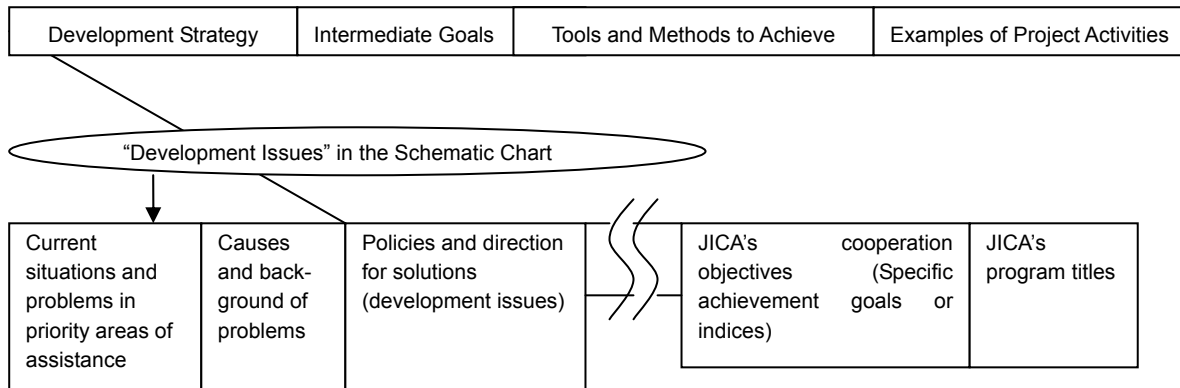 Development Strategy
Intermediate Goals
Tools and Methods to Achieve
Examples of Project Activities
“Development Issues” in the Schematic Chart
Current
situations and
problems in
priority areas of
assistance
Causes
and back-
ground of
problems
Policies and direction
for solutions
(development issues)
JICA’s cooperation
objectives (Specific
achievement goals or
indices)
JICA’s
program titles